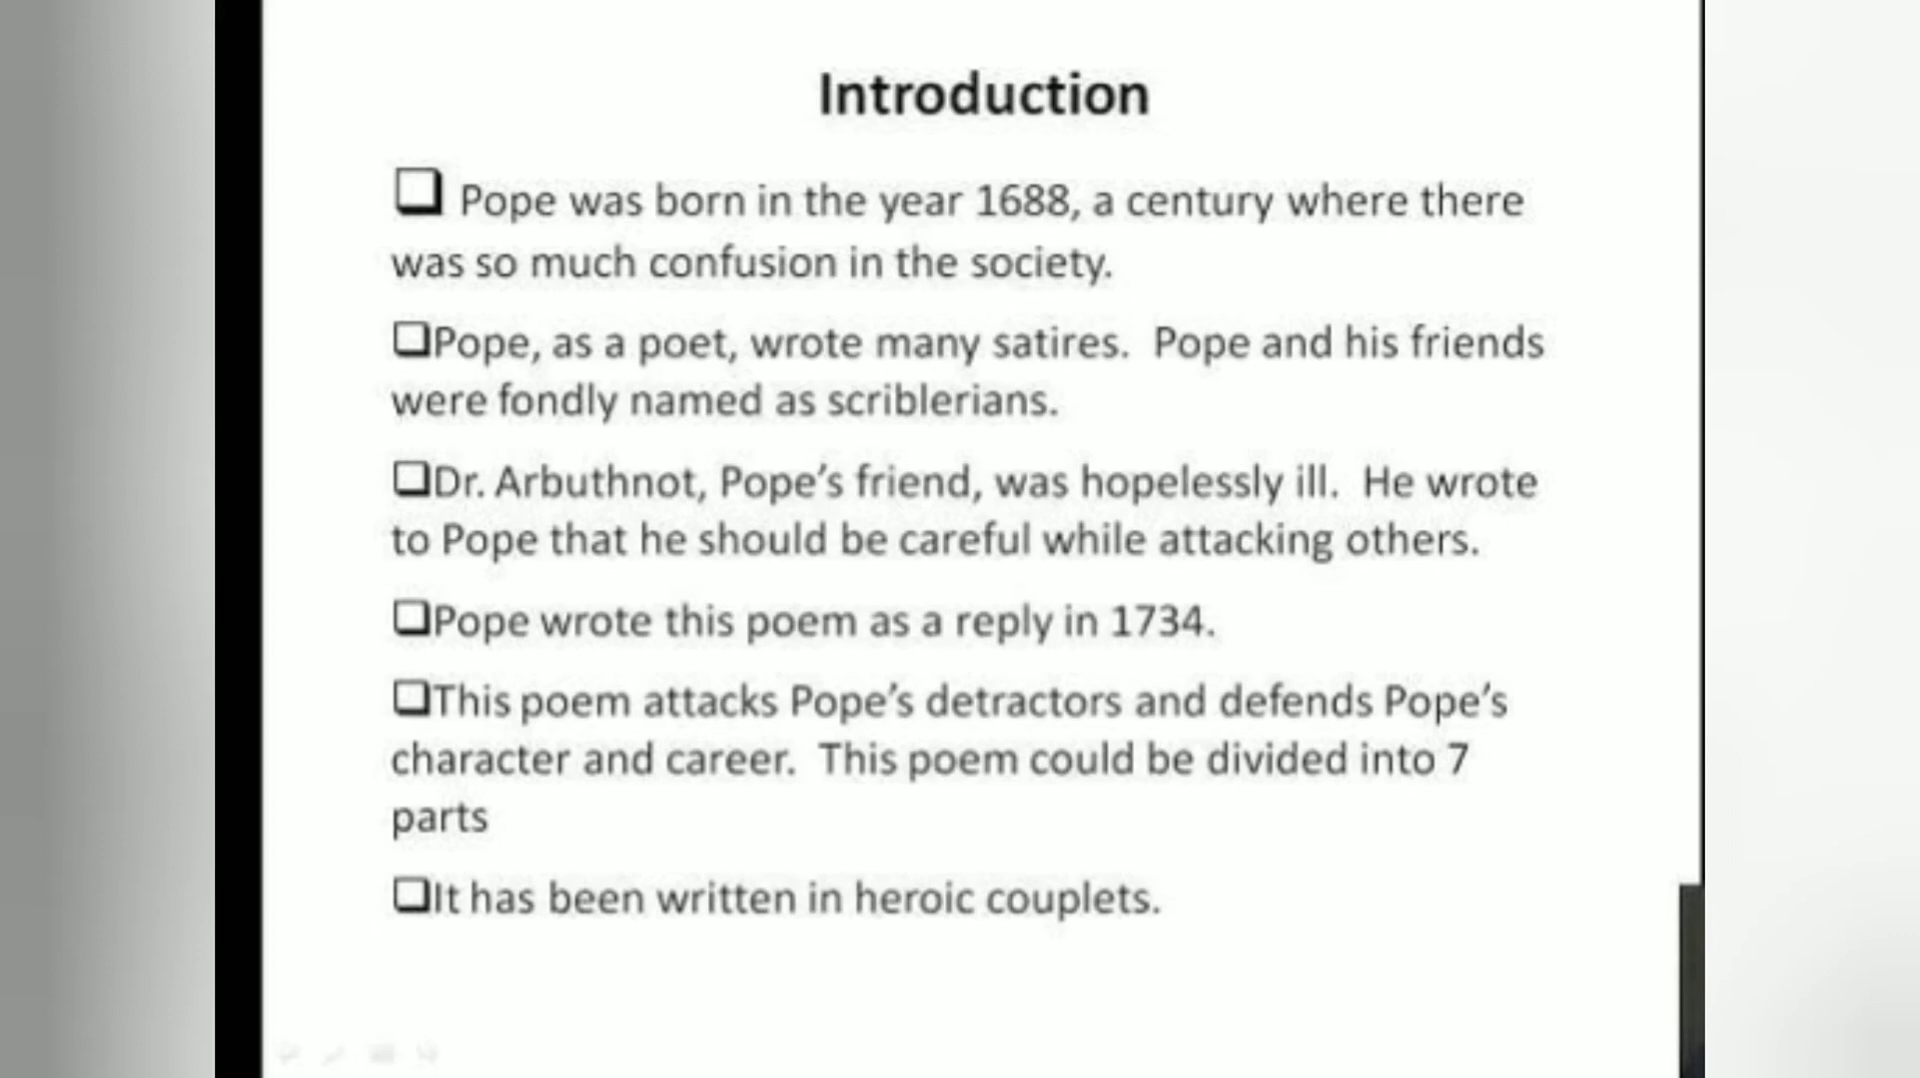 Introduction
Pope was born in the year 1688, a century where there
was so much confusion in the society.
Pope, as a poet, wrote many satires. Pope and his friends
were fondly named as scriblerians.
Dr. Arbuthnot, Pope’s friend, was hopelessly ill. He wrote
to Pope that he should be careful while attacking others.
Pope wrote this poem as a reply in 1734.
This poem attacks Pope’s detractors and defends Pope’s
character and career. This poem could be divided into 7
parts
It has been written in heroic couplets.